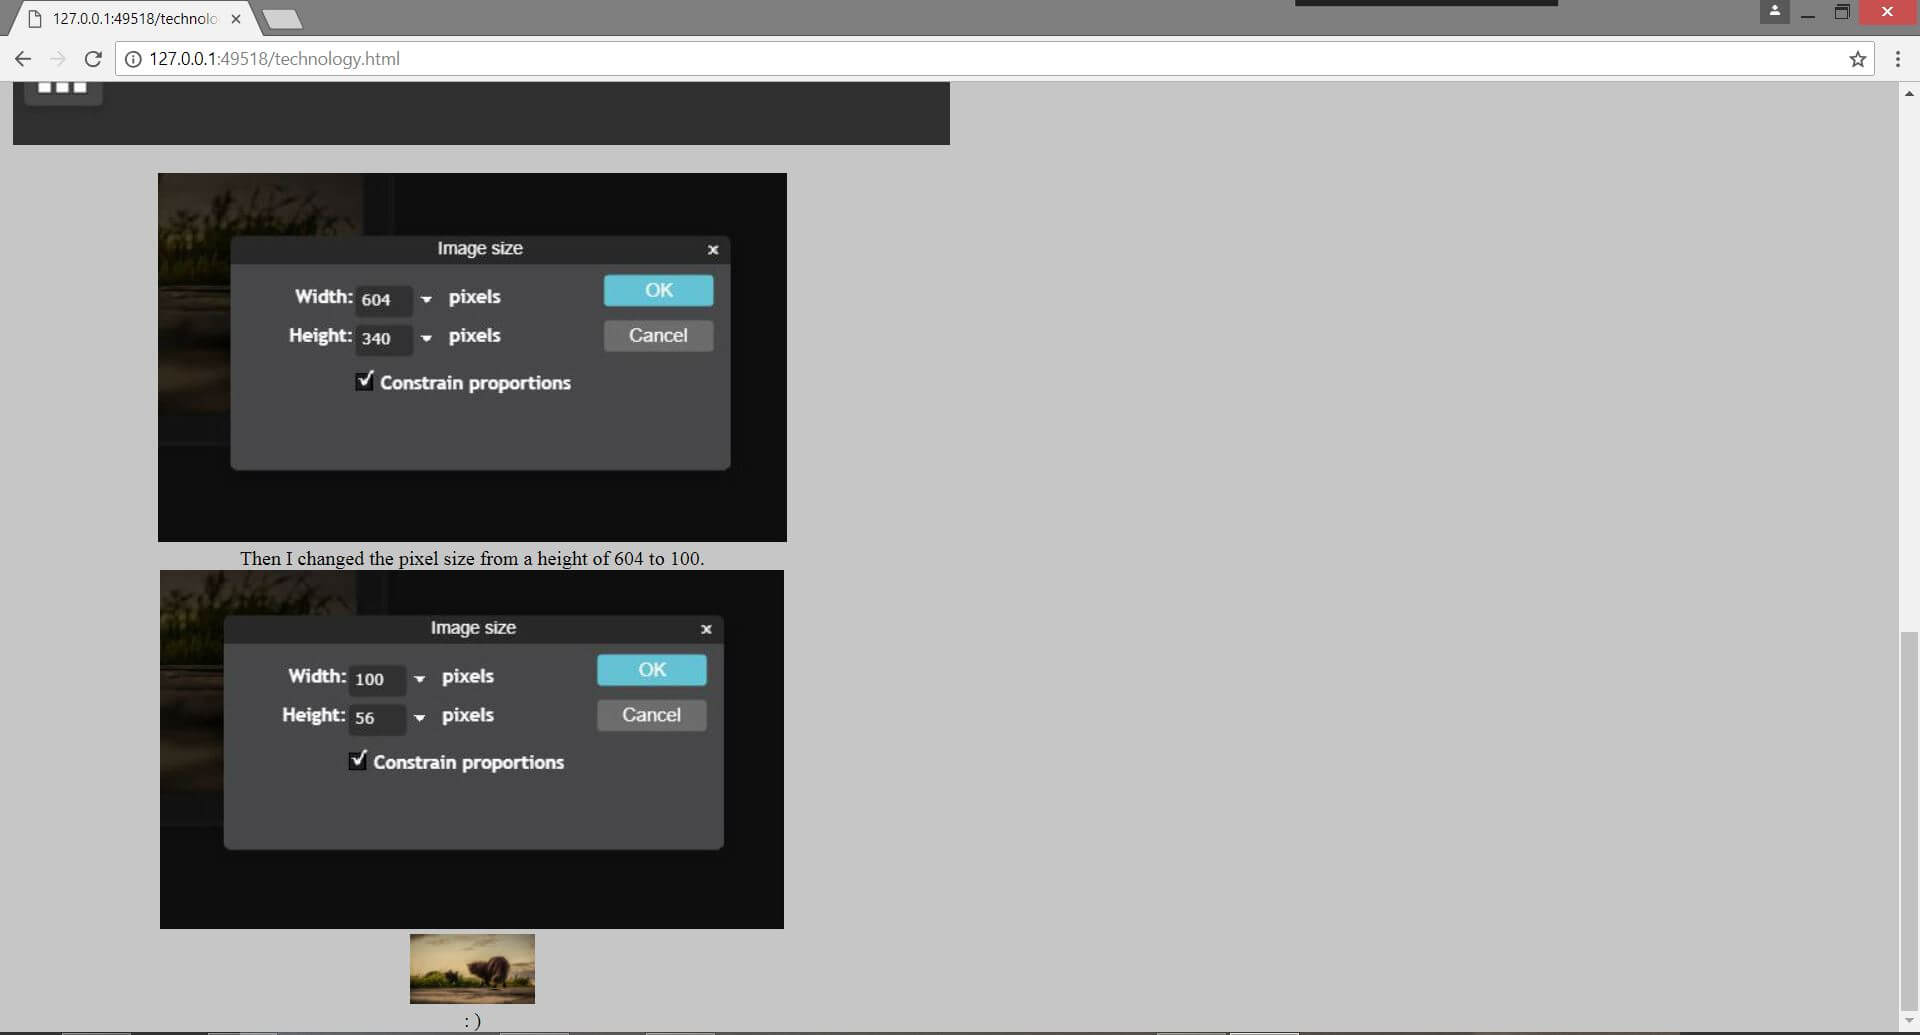 127.0.0.1:49518/technolo
127.0.0.1:49518/technology.html
Image size
Width: 604 pixels
OK
Height: 340 pixels
Cancel
Constrain proportions
Then I changed the pixel size from a height of 604 to 100.
Image size
Width: 100 pixels
OK
Height: 56 pixels
Cancel
Constrain proportions
: )